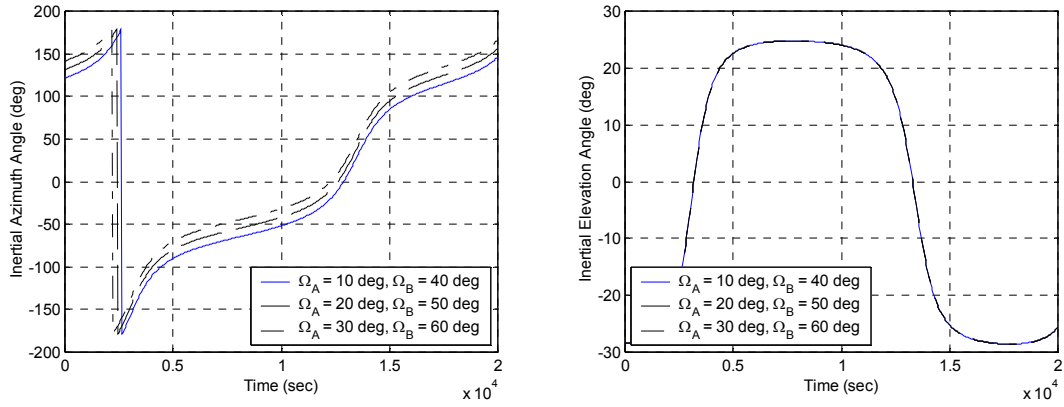 200
150
100
50
0
-50
-100
-150
-200
Inertial Azimuth Angle (deg)
0
0.5
1
1.5
2
Time (sec)
x 10⁴
Ω_A = 10 deg, Ω_B = 40 deg
Ω_A = 20 deg, Ω_B = 50 deg
Ω_A = 30 deg, Ω_B = 60 deg
30
20
10
0
-10
-20
-30
Inertial Elevation Angle (deg)
0
0.5
1
1.5
2
Time (sec)
x 10⁴
Ω_A = 10 deg, Ω_B = 40 deg
Ω_A = 20 deg, Ω_B = 50 deg
Ω_A = 30 deg, Ω_B = 60 deg